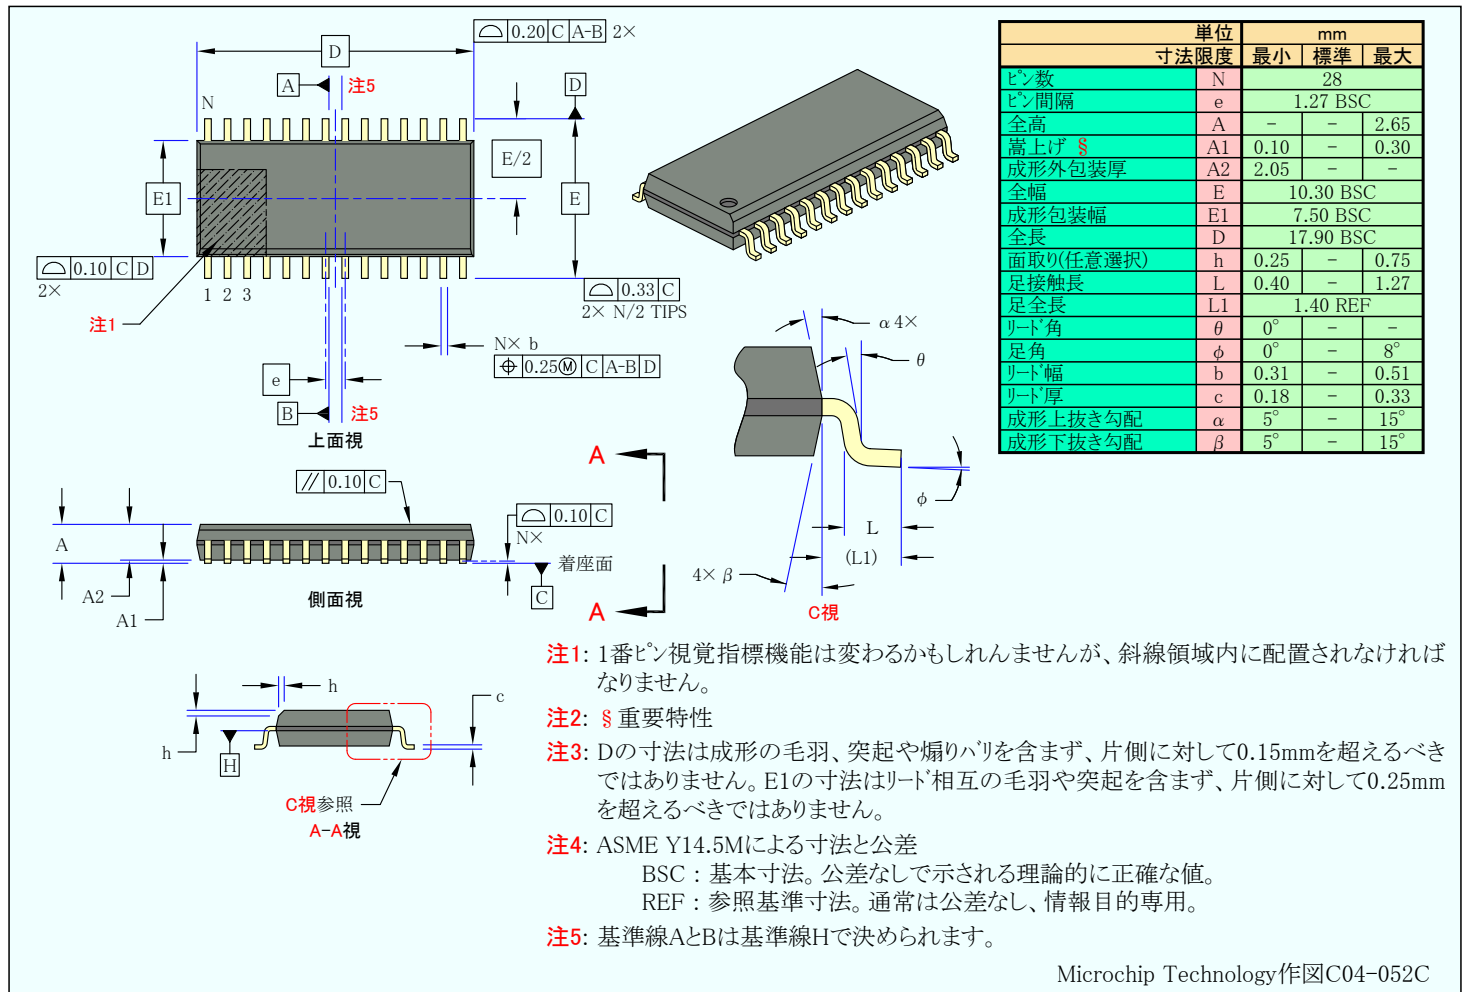 D
0.20 C A-B 2×
A
注5
D
N
E/2
E1
E
0.10 C D
2×
1 2 3
注1
0.33 C
2× N/2 TIPS
N× b
0.25Ⓜ C A-B D
e
B
注5
上面視
単位 mm
寸法限度 最小 標準 最大
ピン数 N 28
ピン間隔 e 1.27 BSC
全高 A - - 2.65
嵩上げ § A1 0.10 - 0.30
成形外包装厚 A2 2.05 - -
全幅 E 10.30 BSC
成形包装幅 E1 7.50 BSC
全長 D 17.90 BSC
面取り(任意選択) h 0.25 - 0.75
足接触長 L 0.40 - 1.27
足全長 L1 1.40 REF
リード角 θ 0° - -
足角 ϕ 0° - 8°
リード幅 b 0.31 - 0.51
リード厚 c 0.18 - 0.33
成形上抜き勾配 α 5° - 15°
成形下抜き勾配 β 5° - 15°
α 4×
θ
ϕ
L
(L1)
4× β
C視
A
A
// 0.10 C
0.10 C
N×
A
A2
A1
着座面
C
側面視
h
c
h
H
C視参照
A-A視
注1: 1番ピン視覚指標機能は変わるかもしれんませんが、斜線領域内に配置されなければ
なりません。
注2: §重要特性
注3: Dの寸法は成形の毛羽、突起や煽りバリを含まず、片側に対して0.15mmを超えるべき
ではありません。E1の寸法はリード相互の毛羽や突起を含まず、片側に対して0.25mm
を超えるべきではありません。
注4: ASME Y14.5Mによる寸法と公差
BSC : 基本寸法。公差なしで示される理論的に正確な値。
REF : 参照基準寸法。通常は公差なし、情報目的専用。
注5: 基準線AとBは基準線Hで決められます。
Microchip Technology作図C04-052C